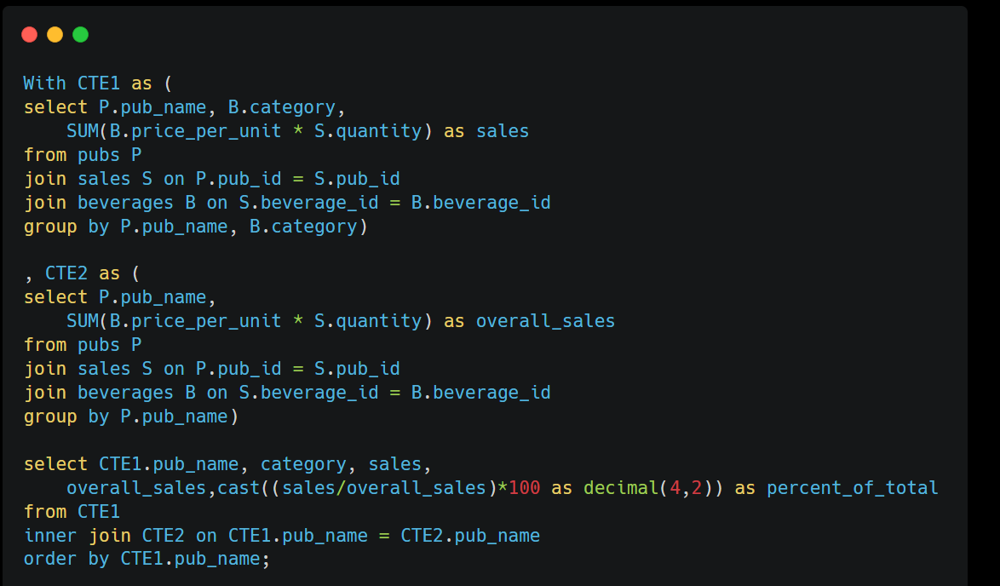 With CTE1 as (
select P.pub_name, B.category,
    SUM(B.price_per_unit * S.quantity) as sales
from pubs P
join sales S on P.pub_id = S.pub_id
join beverages B on S.beverage_id = B.beverage_id
group by P.pub_name, B.category)

, CTE2 as (
select P.pub_name,
    SUM(B.price_per_unit * S.quantity) as overall_sales
from pubs P
join sales S on P.pub_id = S.pub_id
join beverages B on S.beverage_id = B.beverage_id
group by P.pub_name)

select CTE1.pub_name, category, sales,
    overall_sales,cast((sales/overall_sales)*100 as decimal(4,2)) as percent_of_total
from CTE1
inner join CTE2 on CTE1.pub_name = CTE2.pub_name
order by CTE1.pub_name;